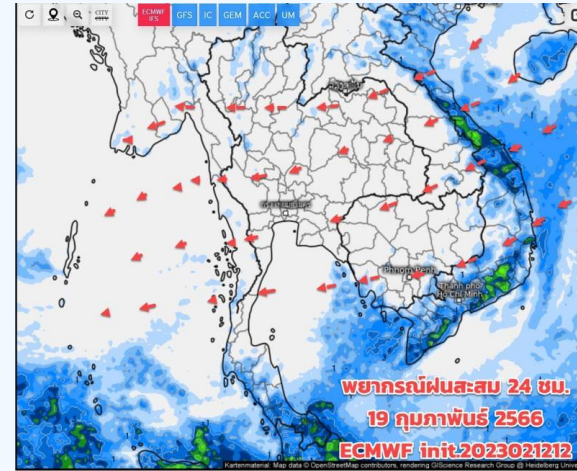 CITY
CITY
ECMWF
IFS
GFS
IC
GEM
ACC
UM
Phnom Penh
Thành phố
Hồ Chí Minh
พยากรณ์ฝนสะสม 24 ชม.
19 กุมภาพันธ์ 2566
ECMWF init.2023021212
Kartenmaterial: Map data © OpenStreetMap contributors, rendering GIScience Research Group @ Heidelberg